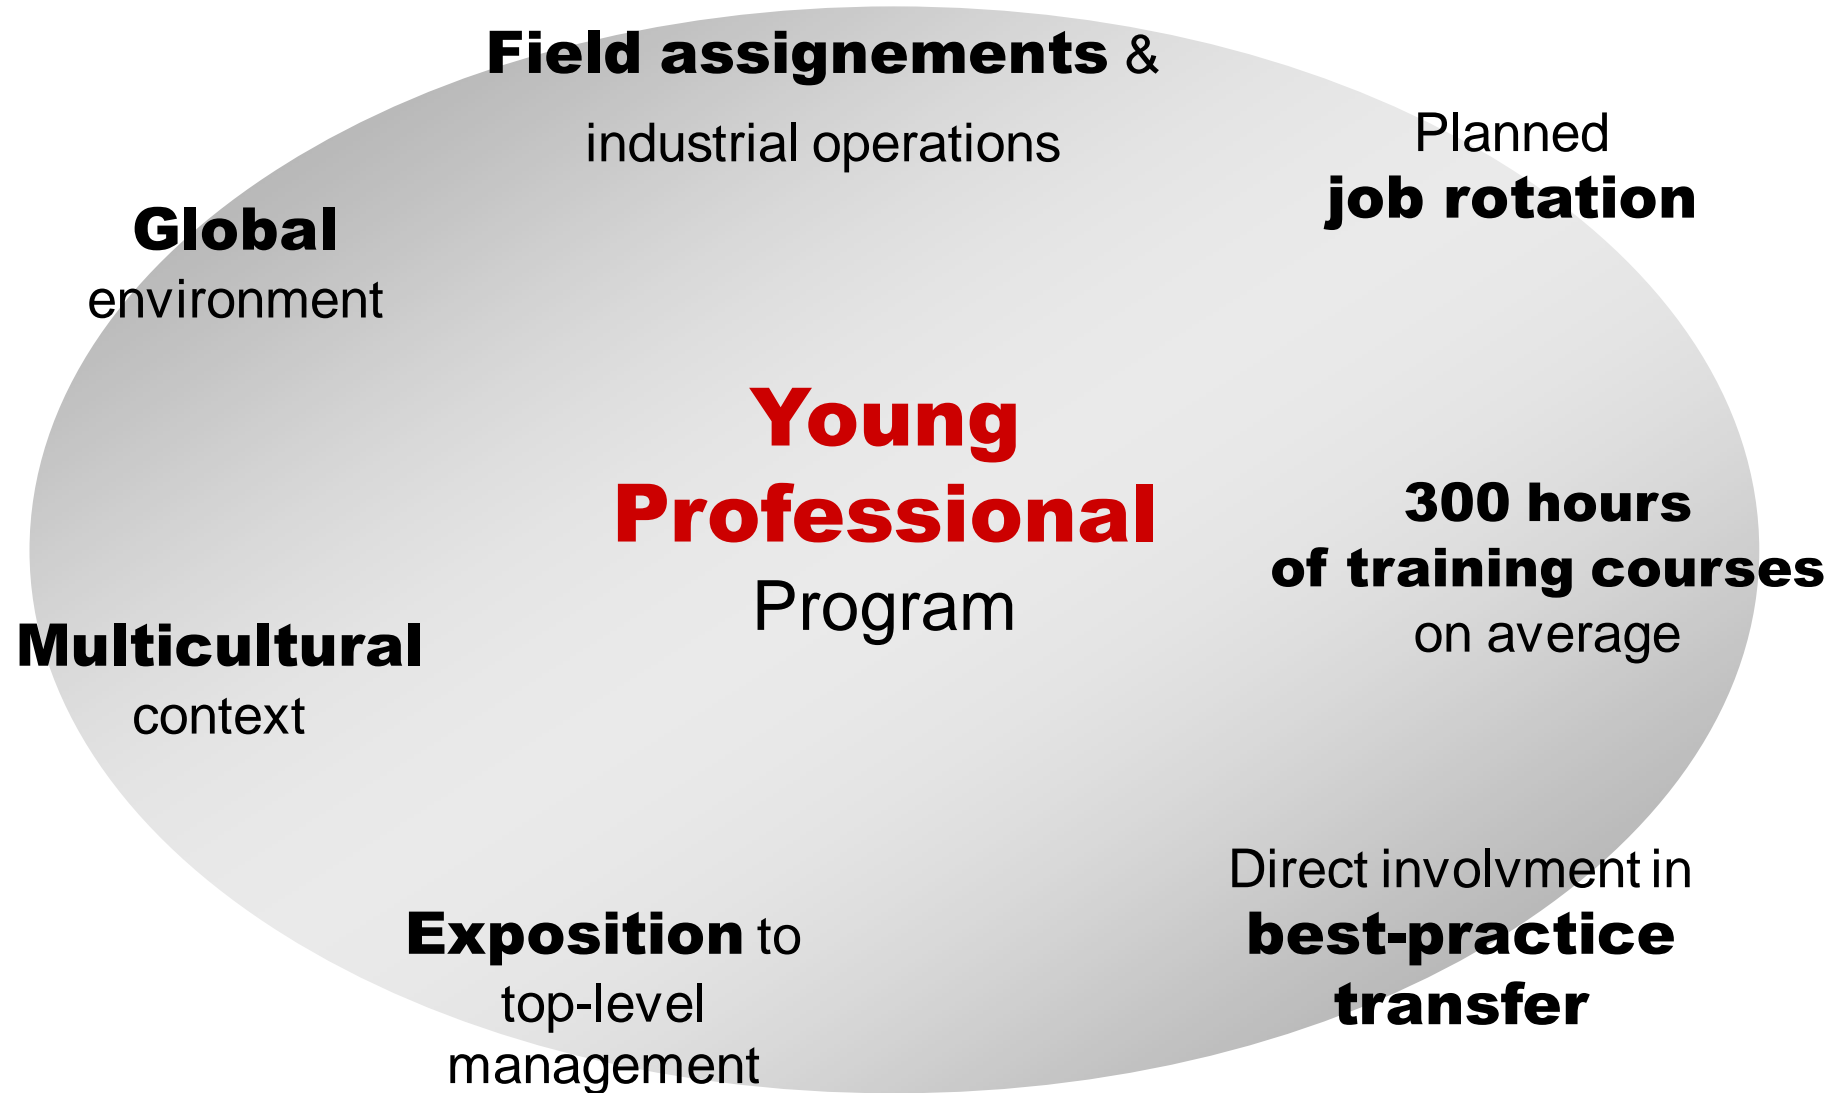 Field assignements &
industrial operations
Planned
job rotation
Global
environment
Young
Professional
Program
300 hours
of training courses
on average
Multicultural
context
Direct involvment in
best-practice
transfer
Exposition to
top-level
management